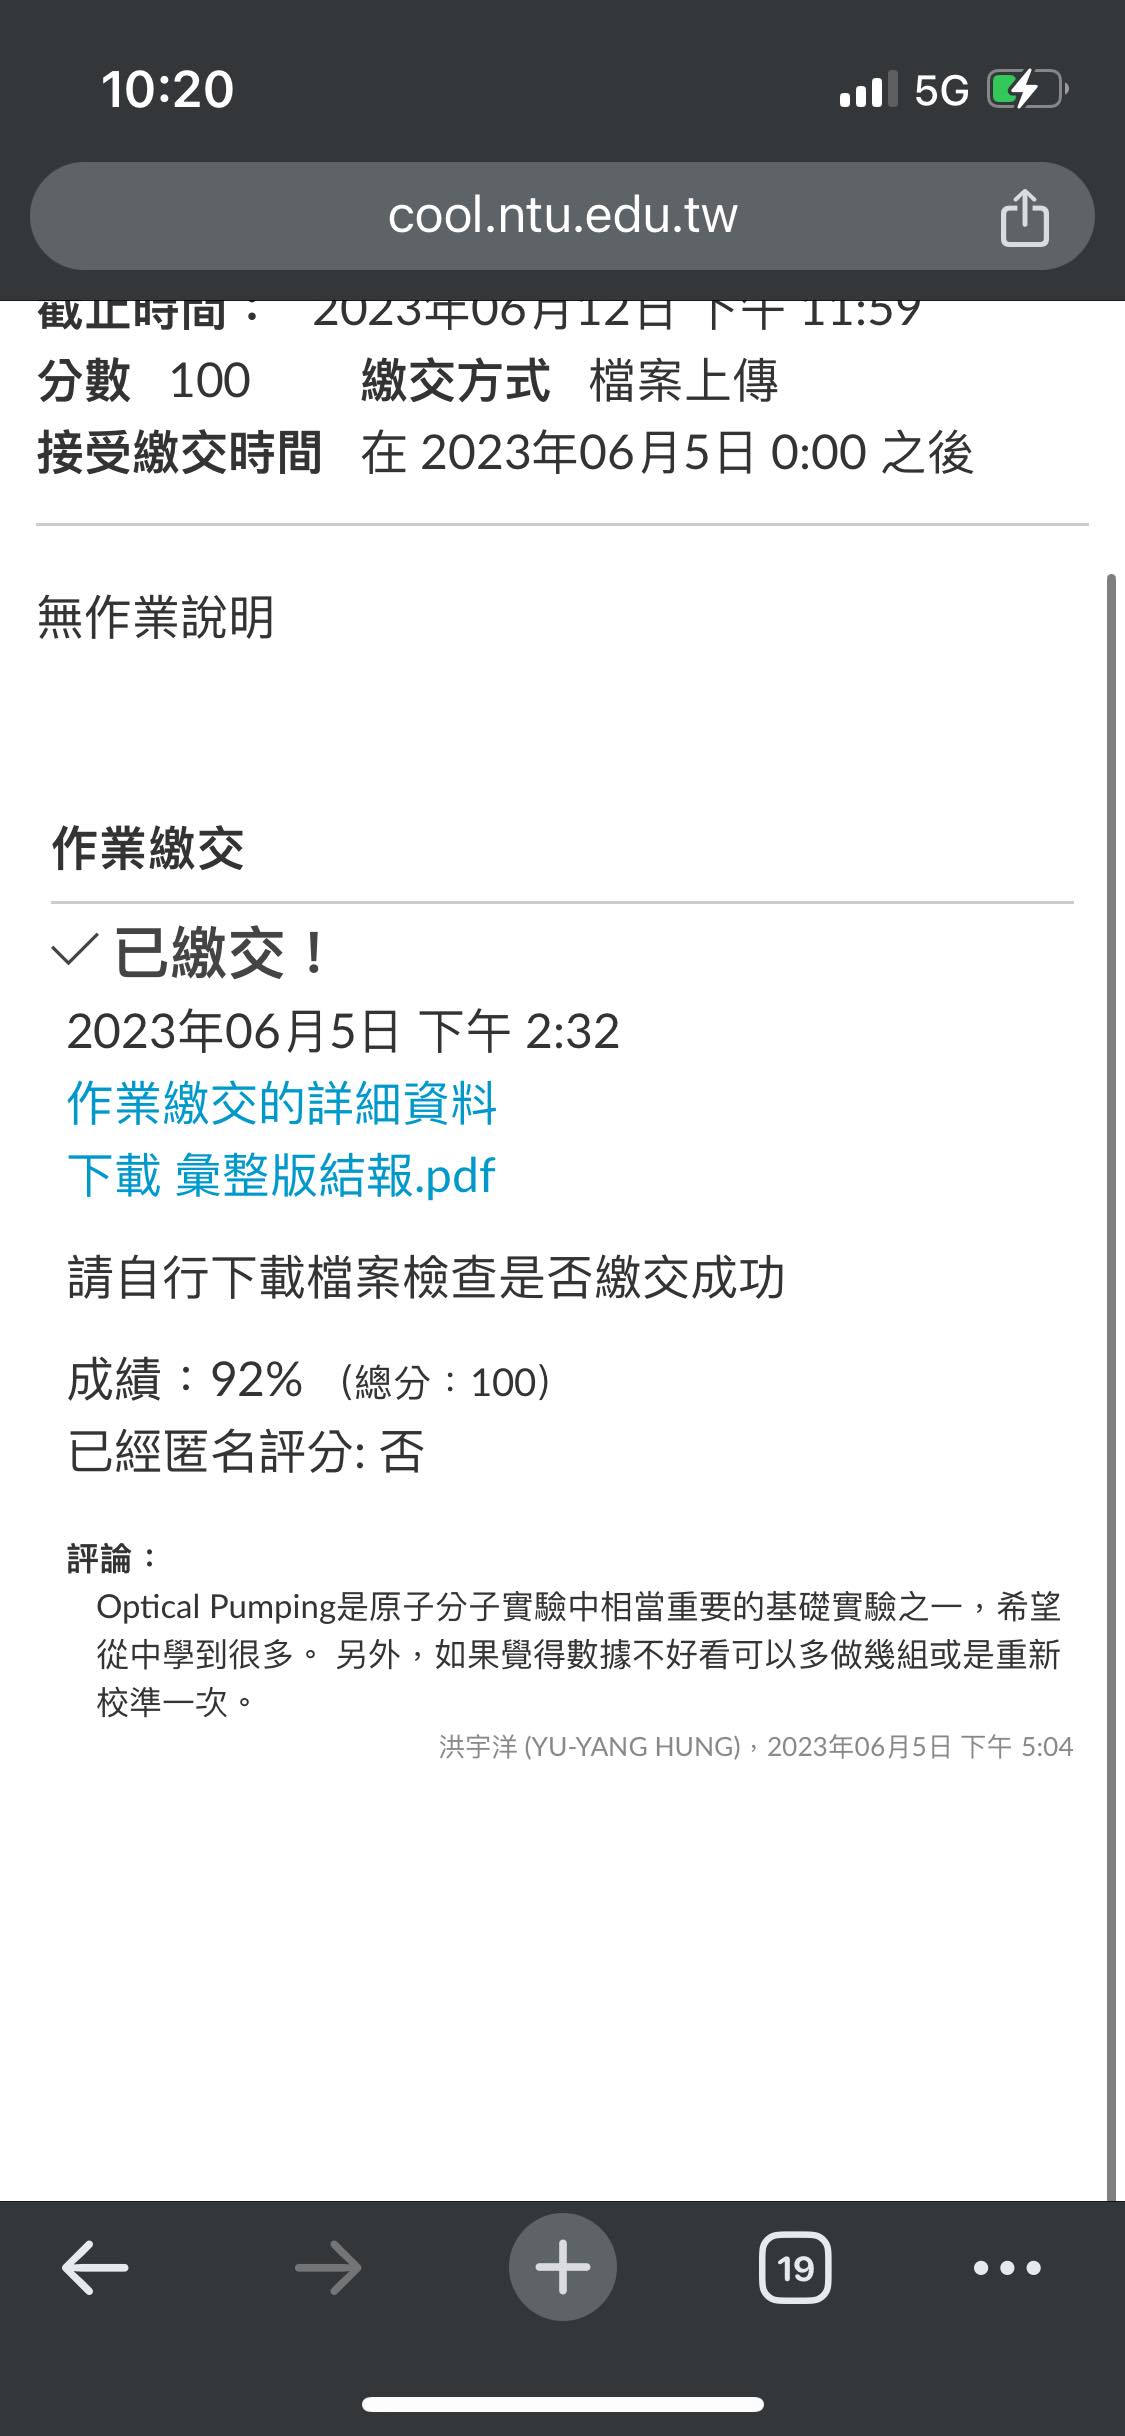 10:20
5G
cool.ntu.edu.tw
截止時間： 2023年06月12日 下午 11:59
分數 100 繳交方式 檔案上傳
接受繳交時間 在 2023年06月5日 0:00 之後
無作業說明
作業繳交
已繳交！
2023年06月5日 下午 2:32
作業繳交的詳細資料
下載 彙整版結報.pdf
請自行下載檔案檢查是否繳交成功
成績：92% (總分：100)
已經匿名評分: 否
評論：
Optical Pumping是原子分子實驗中相當重要的基礎實驗之一，希望
從中學到很多。 另外，如果覺得數據不好看可以多做幾組或是重新
校準一次。
洪宇洋 (YU-YANG HUNG)，2023年06月5日 下午 5:04
19